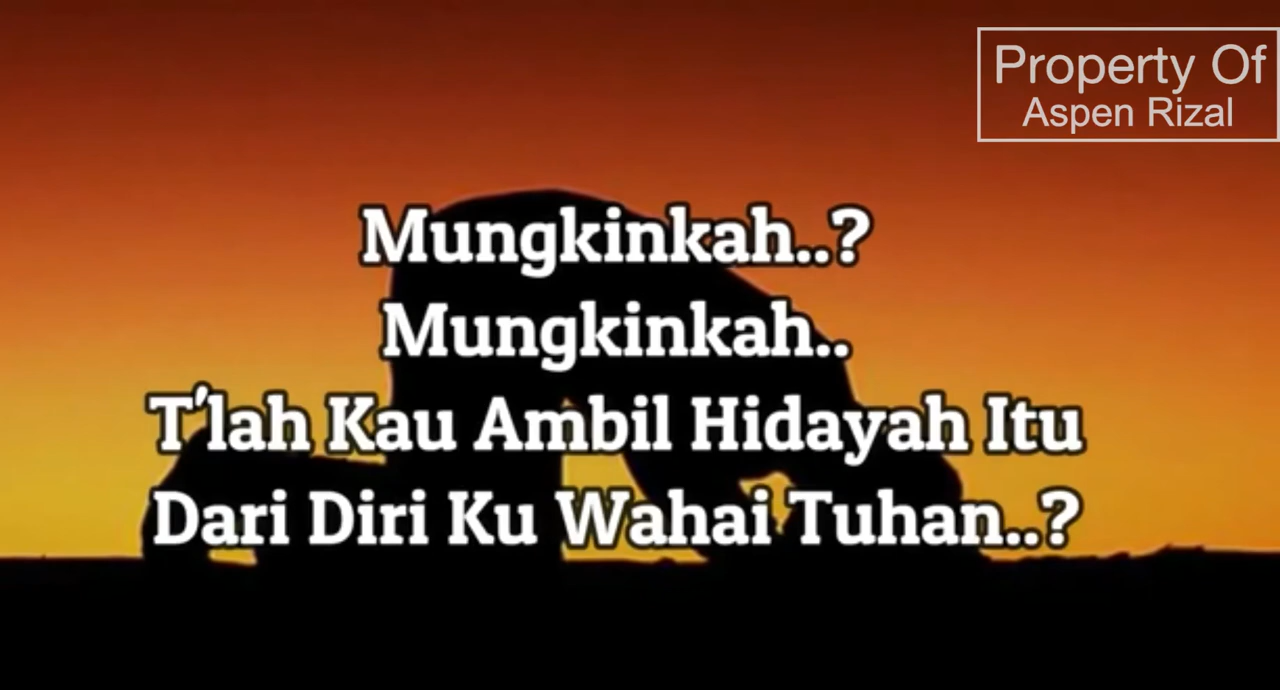 Property Of
Aspen Rizal
Mungkinkah..?
Mungkinkah..
T'lah Kau Ambil Hidayah Itu
Dari Diri Ku Wahai Tuhan..?